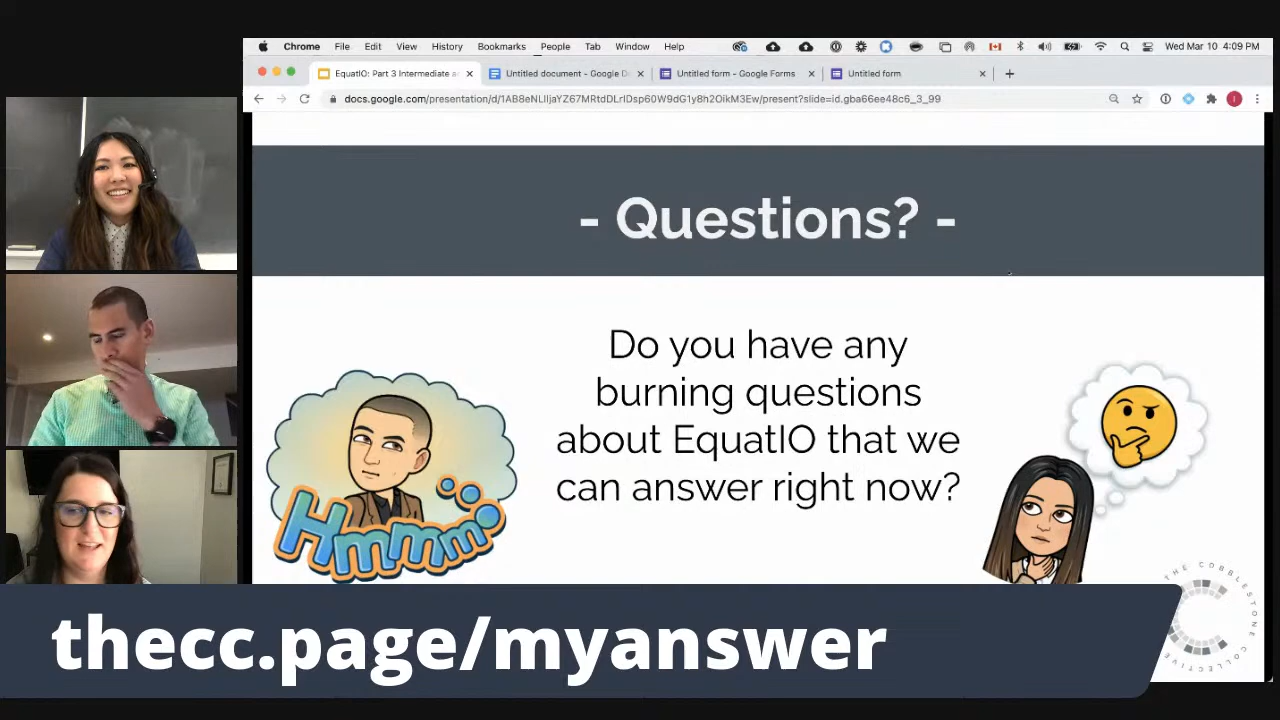 Chrome File Edit View History Bookmarks People Tab Window Help Wed Mar 10 4:09 PM
EquatIO: Part 3 Intermediate a Untitled document - Google D Untitled form - Google Forms Untitled form
docs.google.com/presentation/d/1AB8eNLlIjaYZ67MRtdDLrIDsp60W9dG1y8h2OikM3Ew/present?slide=id.gba66ee48c6_3_99
- Questions? -
Do you have any
burning questions
about EquatIO that we
can answer right now?
Hmmm
THE COBBLESTONE COLLECTIVE
thecc.page/myanswer